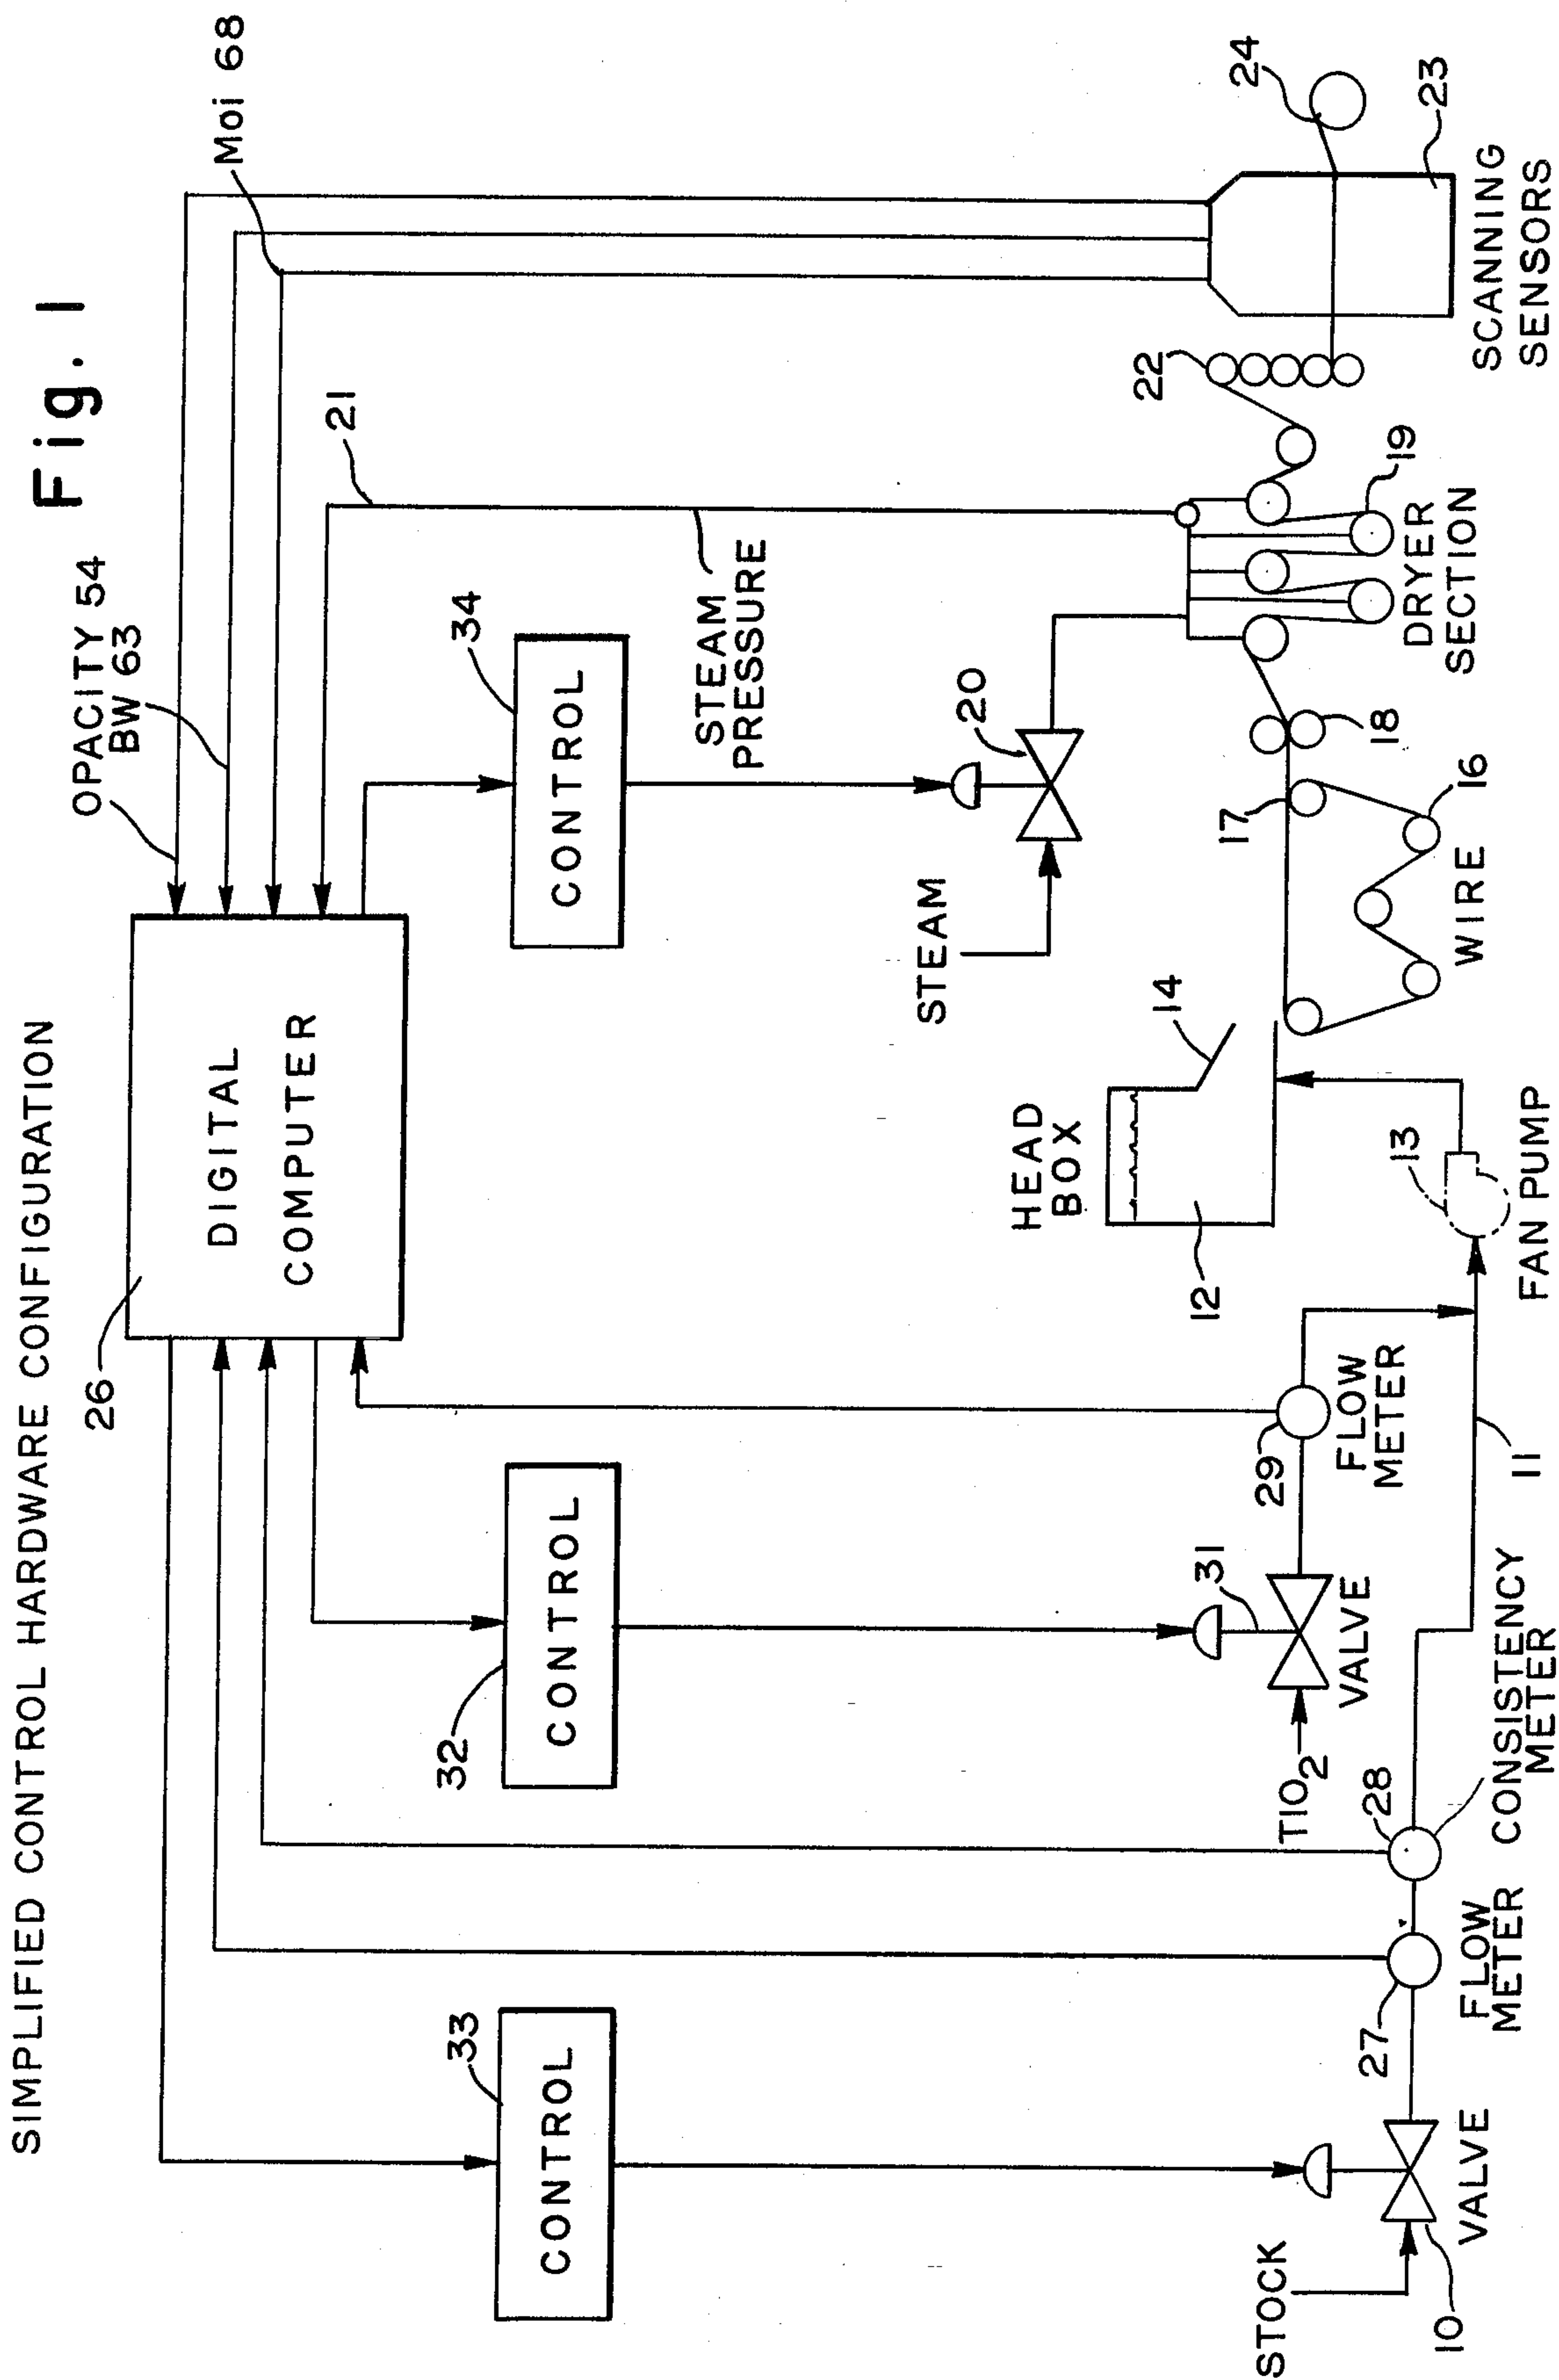 SIMPLIFIED CONTROL HARDWARE CONFIGURATION
Fig. 1
26
DIGITAL
COMPUTER
OPACITY 54
BW 63
Moi 68
21
33
CONTROL
32
CONTROL
34
CONTROL
STEAM
PRESSURE
STEAM
20
HEAD
BOX
14
12
17
18
16
WIRE
DRYER
SECTION
19
22
24
23
SCANNING
SENSORS
TIO2
31
VALVE
29
FLOW
METER
13
FAN PUMP
11
STOCK
10
VALVE
27
FLOW
METER
28
CONSISTENCY
METER